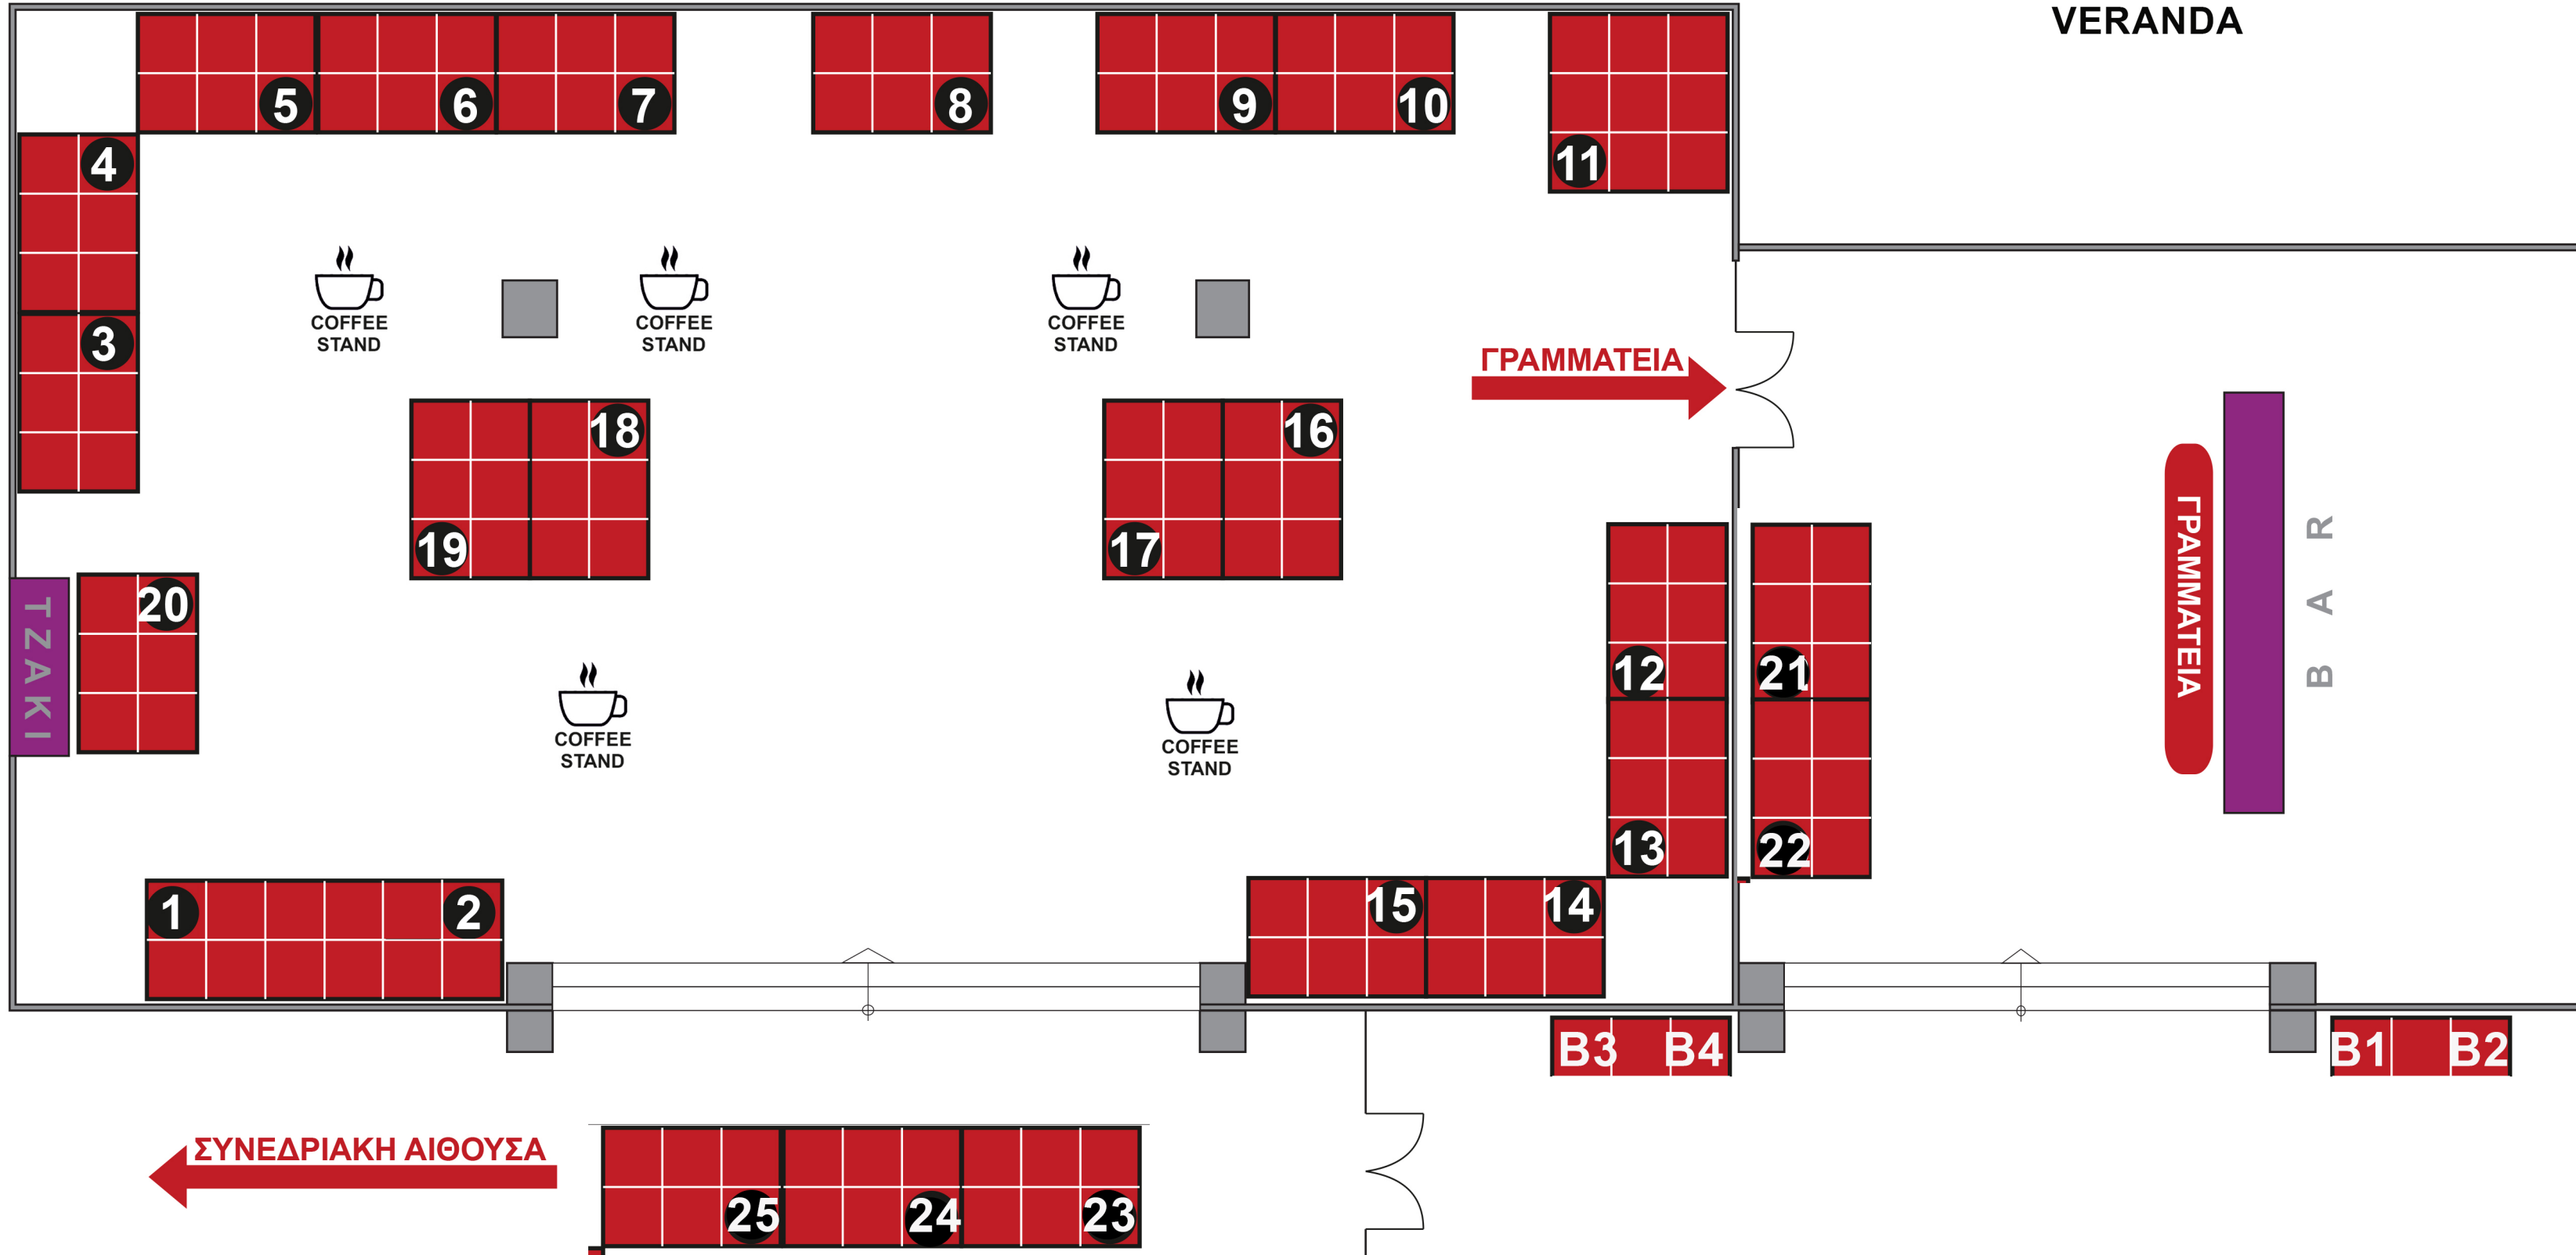 VERANDA
5
6
7
8
9
10
11
4
3
COFFEE
STAND
COFFEE
STAND
COFFEE
STAND
ΓΡΑΜΜΑΤΕΙΑ
18
19
16
17
20
ΤΖΑΚΙ
12
21
13
22
ΓΡΑΜΜΑΤΕΙΑ
BAR
COFFEE
STAND
COFFEE
STAND
1
2
15
14
B3
B4
B1
B2
ΣΥΝΕΔΡΙΑΚΗ ΑΙΘΟΥΣΑ
25
24
23